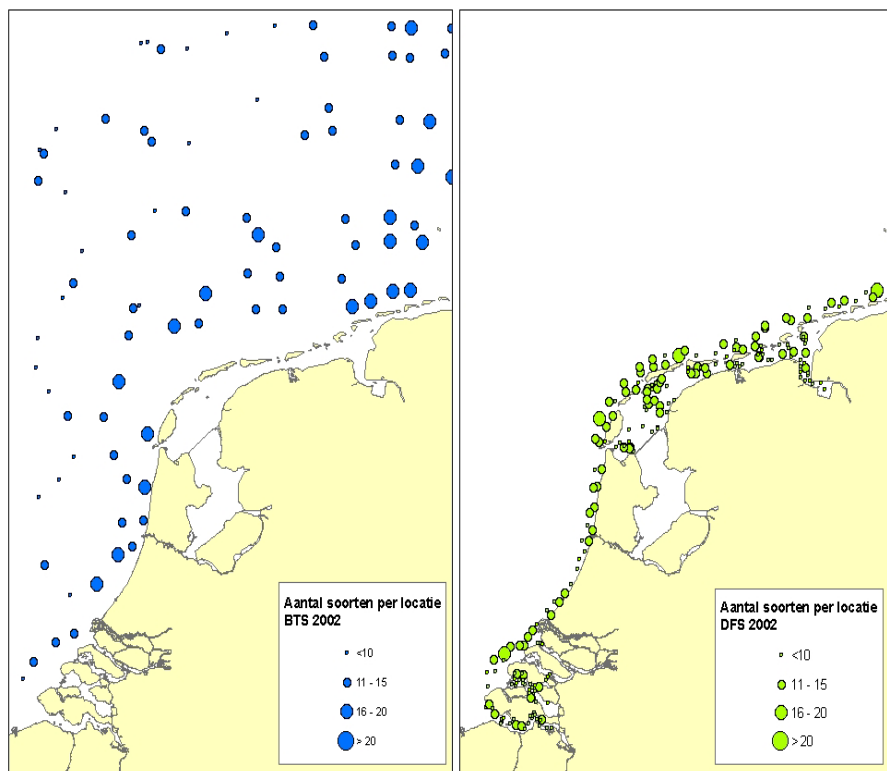 Aantal soorten per locatie
BTS 2002
<10
11 - 15
16 - 20
> 20
Aantal soorten per locatie
DFS 2002
<10
11 - 15
16 - 20
> 20